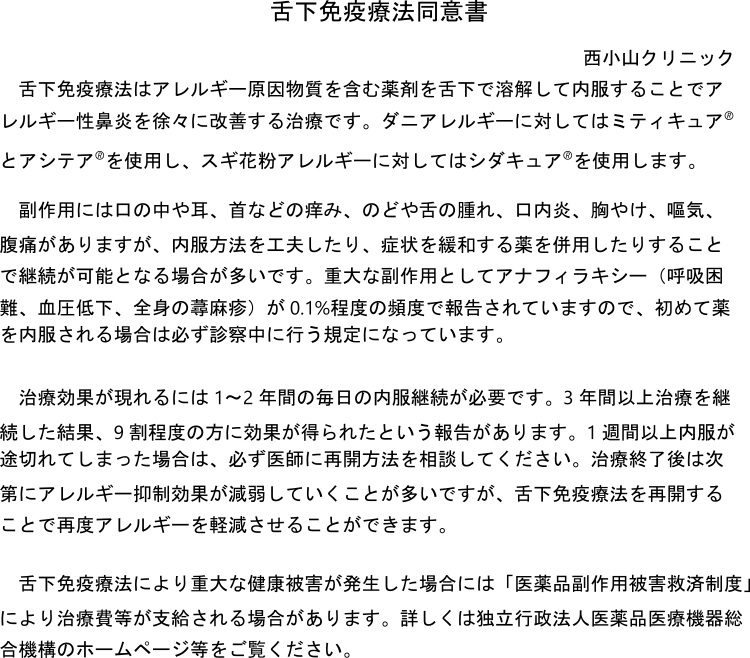 舌下免疫療法同意書
西小山クリニック
舌下免疫療法はアレルギー原因物質を含む薬剤を舌下で溶解して内服することでア
レルギー性鼻炎を徐々に改善する治療です。ダニアレルギーに対してはミティキュア®
とアシテア®を使用し、スギ花粉アレルギーに対してはシダキュア®を使用します。
副作用には口の中や耳、首などの痒み、のどや舌の腫れ、口内炎、胸やけ、嘔気、
腹痛がありますが、内服方法を工夫したり、症状を緩和する薬を併用したりすること
で継続が可能となる場合が多いです。重大な副作用としてアナフィラキシー（呼吸困
難、血圧低下、全身の蕁麻疹）が 0.1%程度の頻度で報告されていますので、初めて薬
を内服される場合は必ず診察中に行う規定になっています。
治療効果が現れるには 1～2 年間の毎日の内服継続が必要です。3 年間以上治療を継
続した結果、9 割程度の方に効果が得られたという報告があります。1 週間以上内服が
途切れてしまった場合は、必ず医師に再開方法を相談してください。治療終了後は次
第にアレルギー抑制効果が減弱していくことが多いですが、舌下免疫療法を再開する
ことで再度アレルギーを軽減させることができます。
舌下免疫療法により重大な健康被害が発生した場合には「医薬品副作用被害救済制度」
により治療費等が支給される場合があります。詳しくは独立行政法人医薬品医療機器総
合機構のホームページ等をご覧ください。